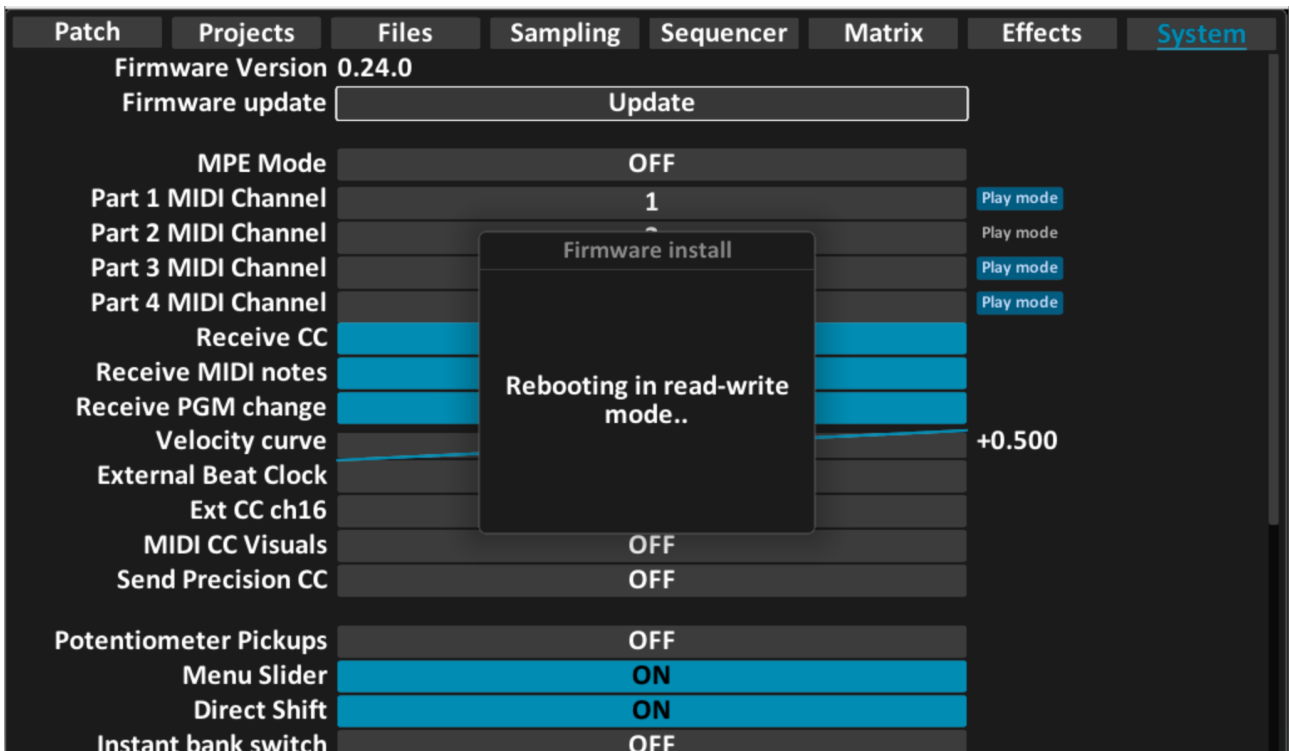 Patch Projects Files Sampling Sequencer Matrix Effects System
Firmware Version 0.24.0
Firmware update Update
MPE Mode OFF
Part 1 MIDI Channel 1 Play mode
Part 2 MIDI Channel Play mode
Part 3 MIDI Channel Play mode
Part 4 MIDI Channel Play mode
Receive CC
Receive MIDI notes
Receive PGM change
Velocity curve +0.500
External Beat Clock
Ext CC ch16
MIDI CC Visuals OFF
Send Precision CC OFF
Potentiometer Pickups OFF
Menu Slider ON
Direct Shift ON
Instant bank switch OFF
Firmware install
Rebooting in read-write
mode..